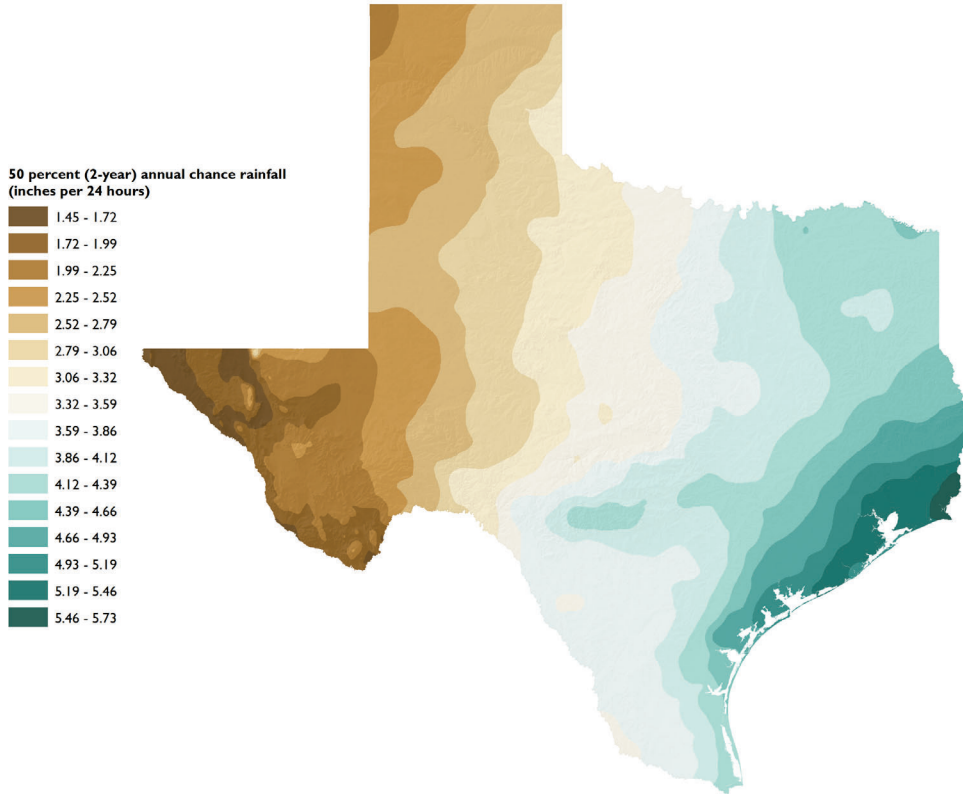 50 percent (2-year) annual chance rainfall
(inches per 24 hours)
1.45 - 1.72
1.72 - 1.99
1.99 - 2.25
2.25 - 2.52
2.52 - 2.79
2.79 - 3.06
3.06 - 3.32
3.32 - 3.59
3.59 - 3.86
3.86 - 4.12
4.12 - 4.39
4.39 - 4.66
4.66 - 4.93
4.93 - 5.19
5.19 - 5.46
5.46 - 5.73